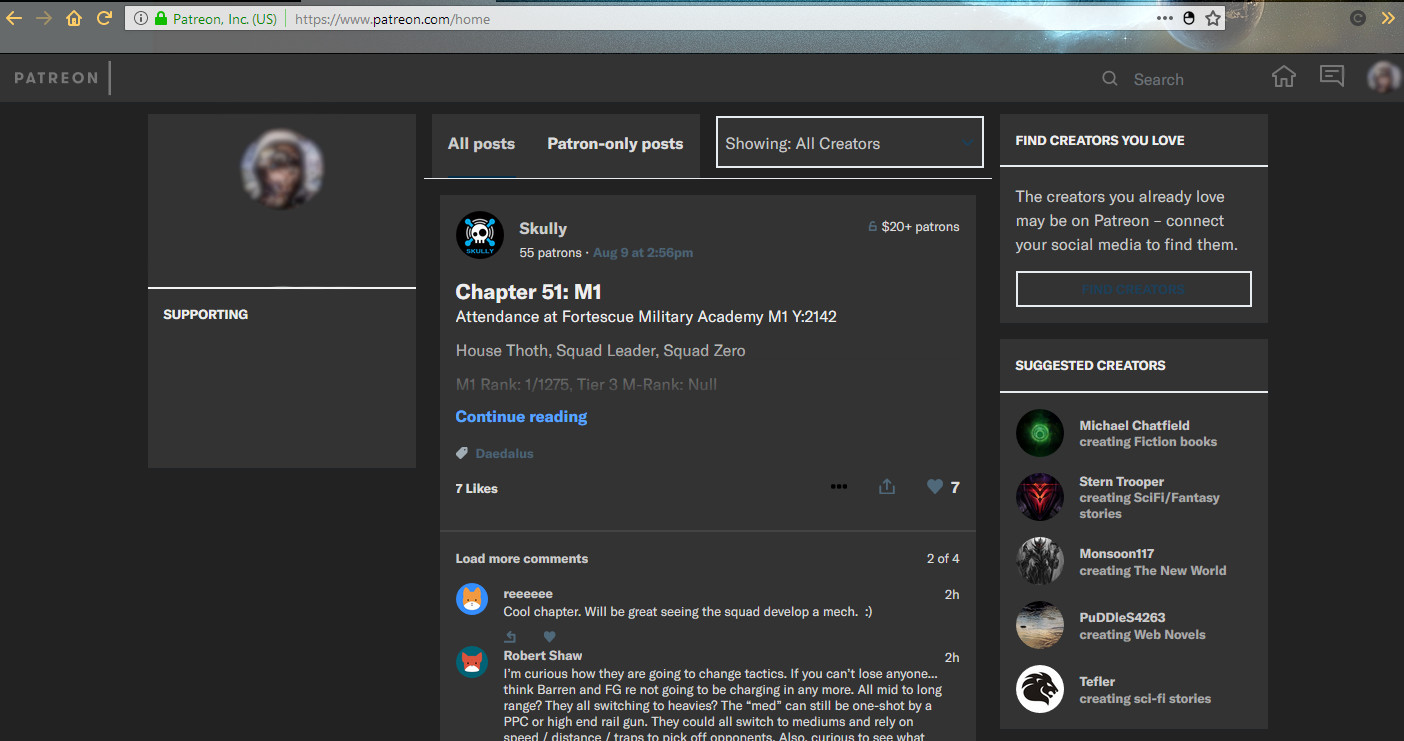 Patreon, Inc. (US) https://www.patreon.com/home
PATREON
Search
SUPPORTING
All posts Patron-only posts Showing: All Creators
SKULLY
Skully
$20+ patrons
55 patrons · Aug 9 at 2:56pm
Chapter 51: M1
Attendance at Fortescue Military Academy M1 Y:2142
House Thoth, Squad Leader, Squad Zero
M1 Rank: 1/1275, Tier 3 M-Rank: Null
Continue reading
Daedalus
7 Likes
7
Load more comments 2 of 4
reeeeee 2h
Cool chapter. Will be great seeing the squad develop a mech. :)
Robert Shaw 2h
I'm curious how they are going to change tactics. If you can't lose anyone...
think Barren and FG re not going to be charging in any more. All mid to long
range? They all switching to heavies? The “med” can still be one-shot by a
PPC or high end rail gun. They could all switch to mediums and rely on
speed / distance / traps to pick off opponents. Also, curious to see what
FIND CREATORS YOU LOVE
The creators you already love
may be on Patreon – connect
your social media to find them.
FIND CREATORS
SUGGESTED CREATORS
Michael Chatfield
creating Fiction books
Stern Trooper
creating SciFi/Fantasy
stories
Monsoon117
creating The New World
PuDDleS4263
creating Web Novels
Tefler
creating sci-fi stories